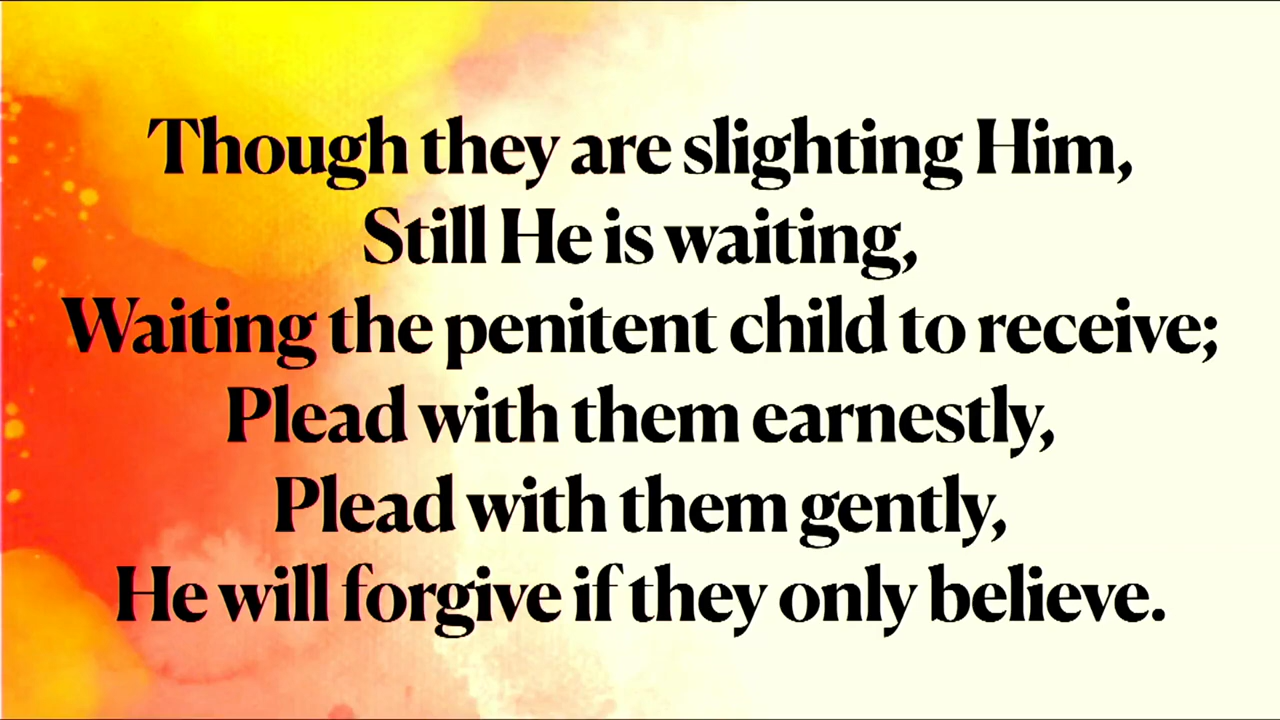 Though they are slighting Him,
Still He is waiting,
Waiting the penitent child to receive;
Plead with them earnestly,
Plead with them gently,
He will forgive if they only believe.